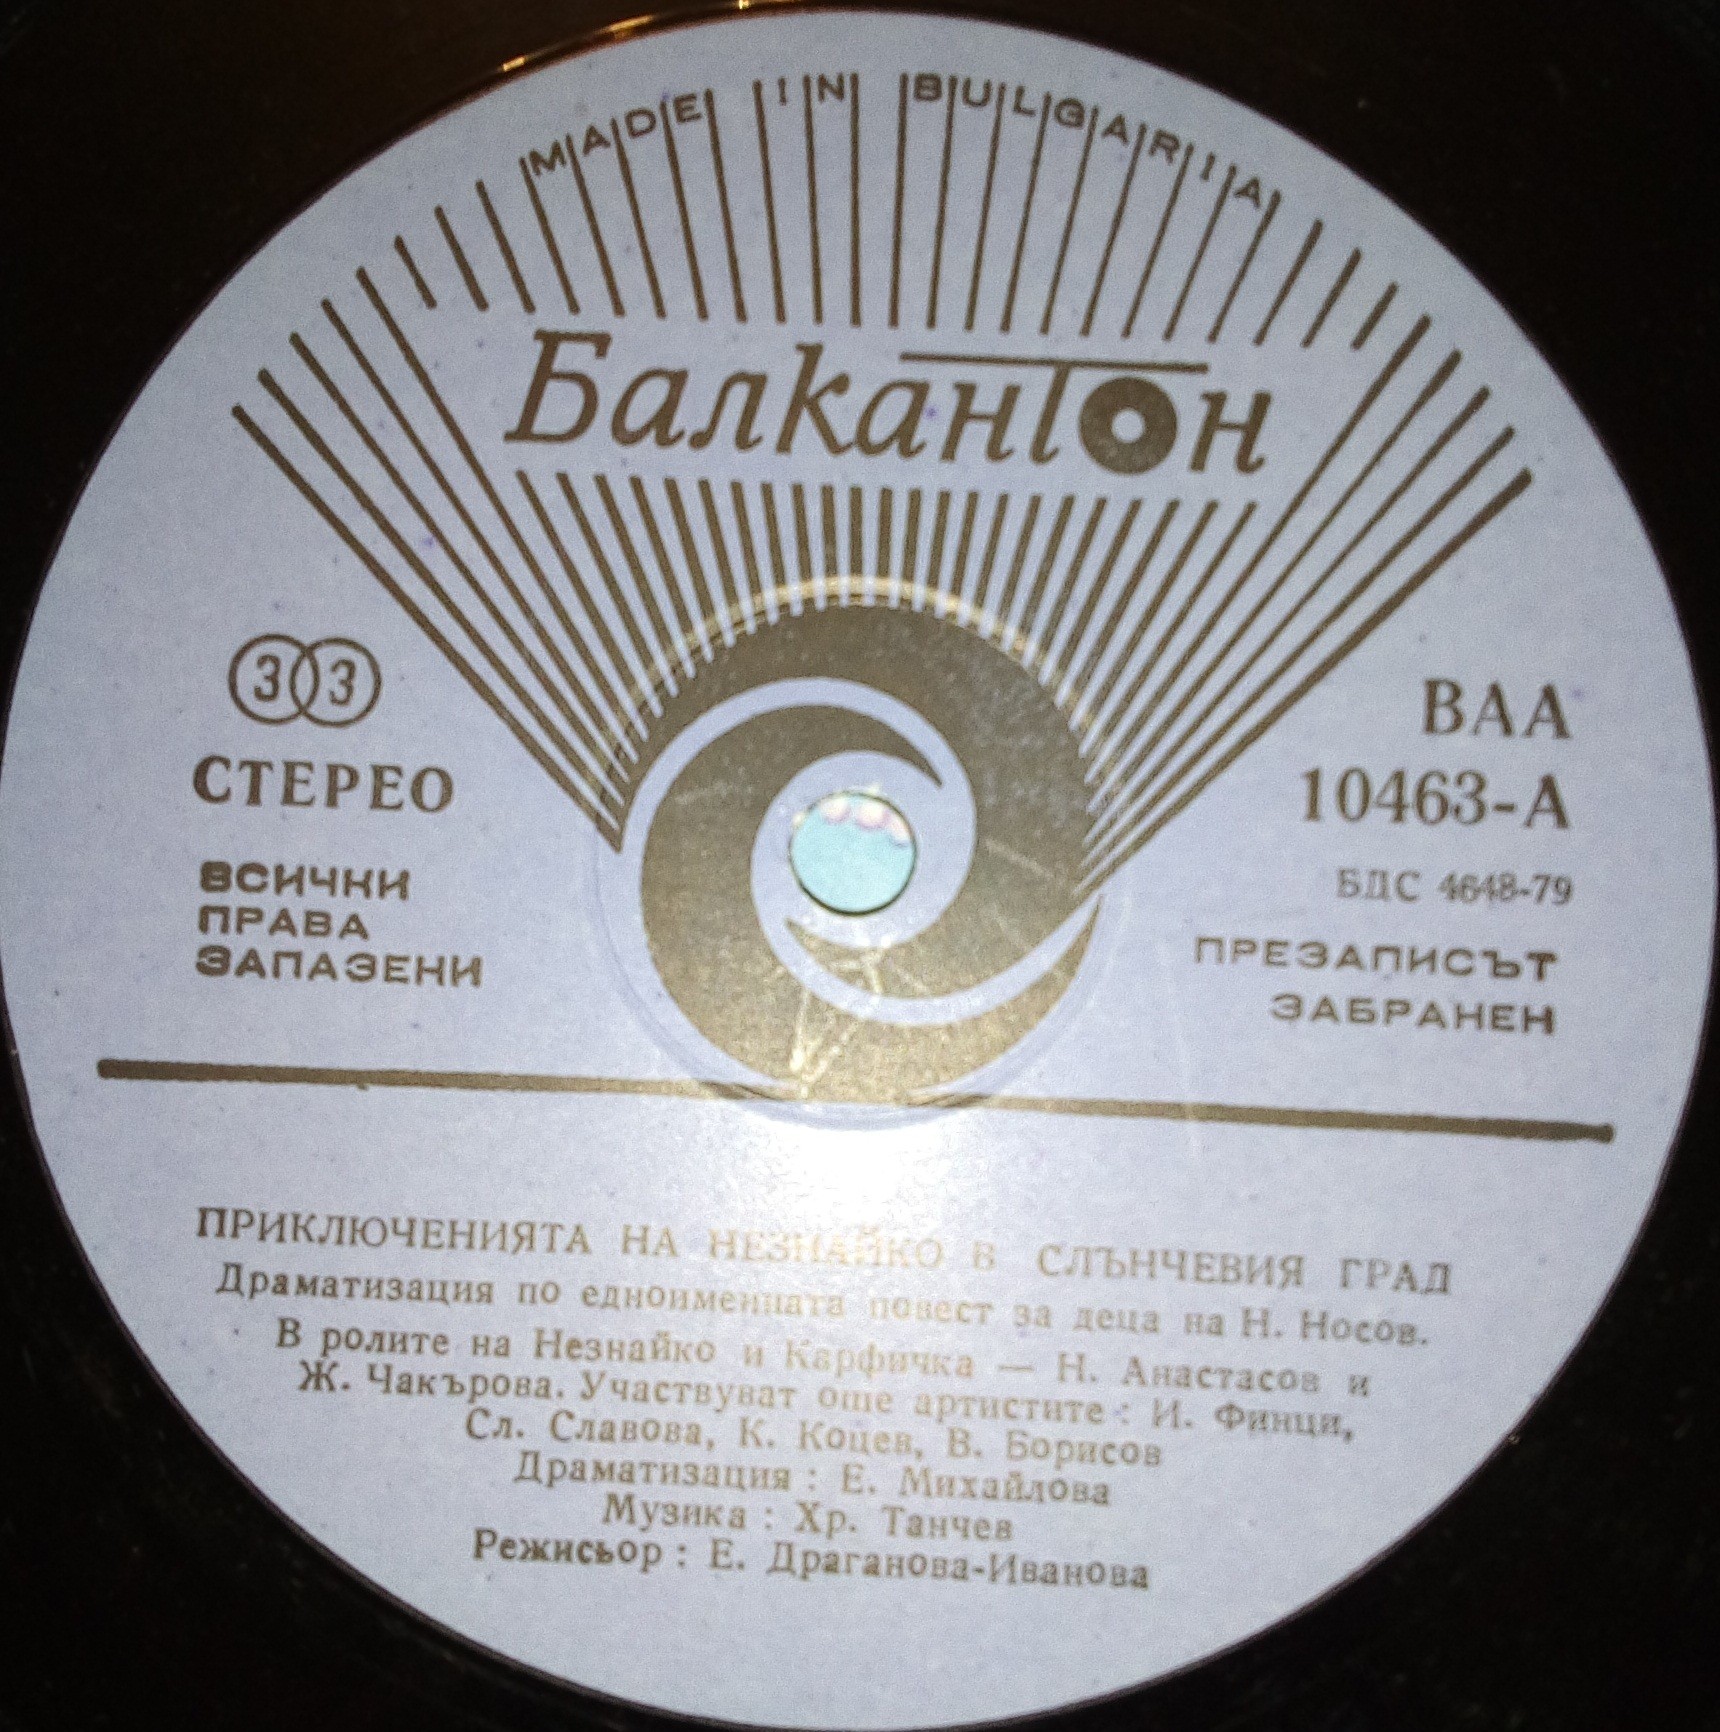 MADE IN BULGARIA
Балкантон
33
СТЕРЕО
ВСИЧКИ
ПРАВА
ЗАПАЗЕНИ
ВАА
10463-А
БДС 4648-79
ПРЕЗАПИСЪТ
ЗАБРАНЕН
ПРИКЛЮЧЕНИЯТА НА НЕЗНАЙКО В СЛЪНЧЕВИЯ ГРАД
Драматизация по едноименната повест за деца на Н. Носов.
В ролите на Незнайко и Карфичка — Н. Анастасов и
Ж. Чакърова. Участвуват още артистите : И. Финци,
Сл. Славова, К. Коцев, В. Борисов
Драматизация : Е. Михайлова
Музика : Хр. Танчев
Режисьор : Е. Драганова-Иванова